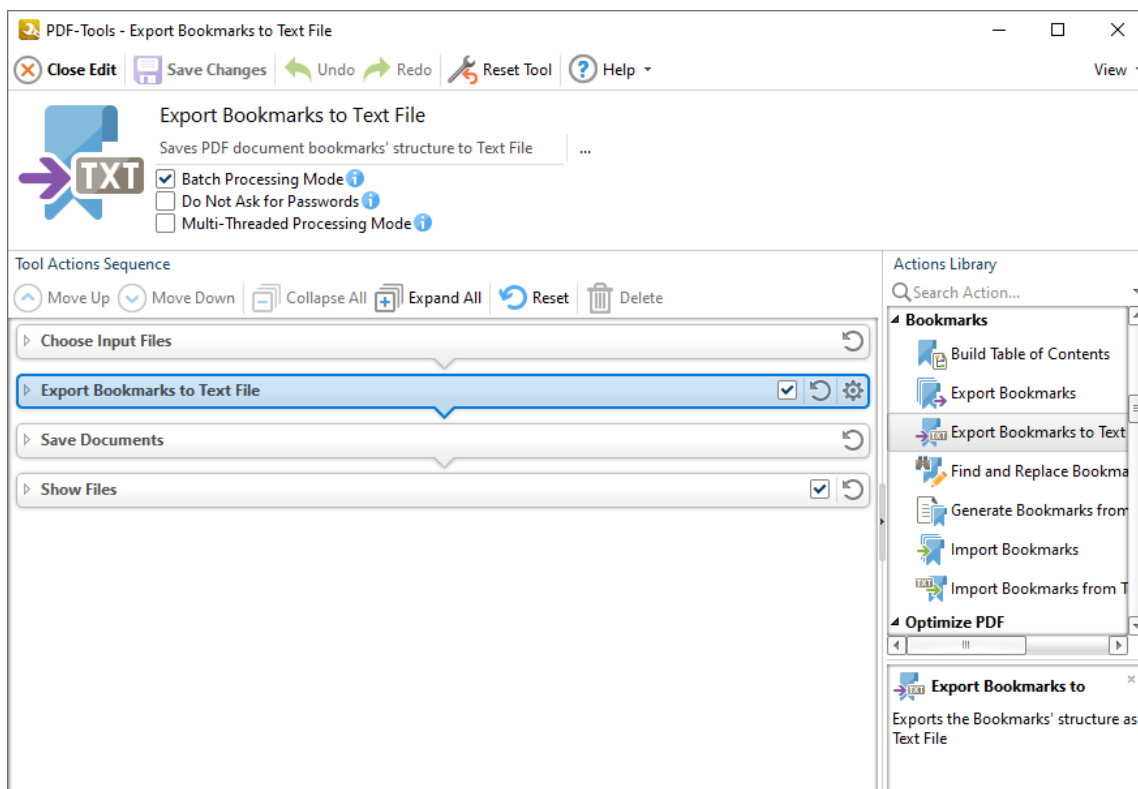 PDF-Tools - Export Bookmarks to Text File
Close Edit Save Changes Undo Redo Reset Tool ? Help View
Export Bookmarks to Text File
Saves PDF document bookmarks' structure to Text File ...
TXT
Batch Processing Mode i
Do Not Ask for Passwords i
Multi-Threaded Processing Mode i
Tool Actions Sequence
Move Up Move Down Collapse All Expand All Reset Delete
Choose Input Files
Export Bookmarks to Text File
Save Documents
Show Files
Actions Library
Search Action...
Bookmarks
Build Table of Contents
Export Bookmarks
TXT Export Bookmarks to Text
Find and Replace Bookma
Generate Bookmarks from
Import Bookmarks
TXT Import Bookmarks from T
Optimize PDF
TXT Export Bookmarks to
Exports the Bookmarks' structure as
Text File